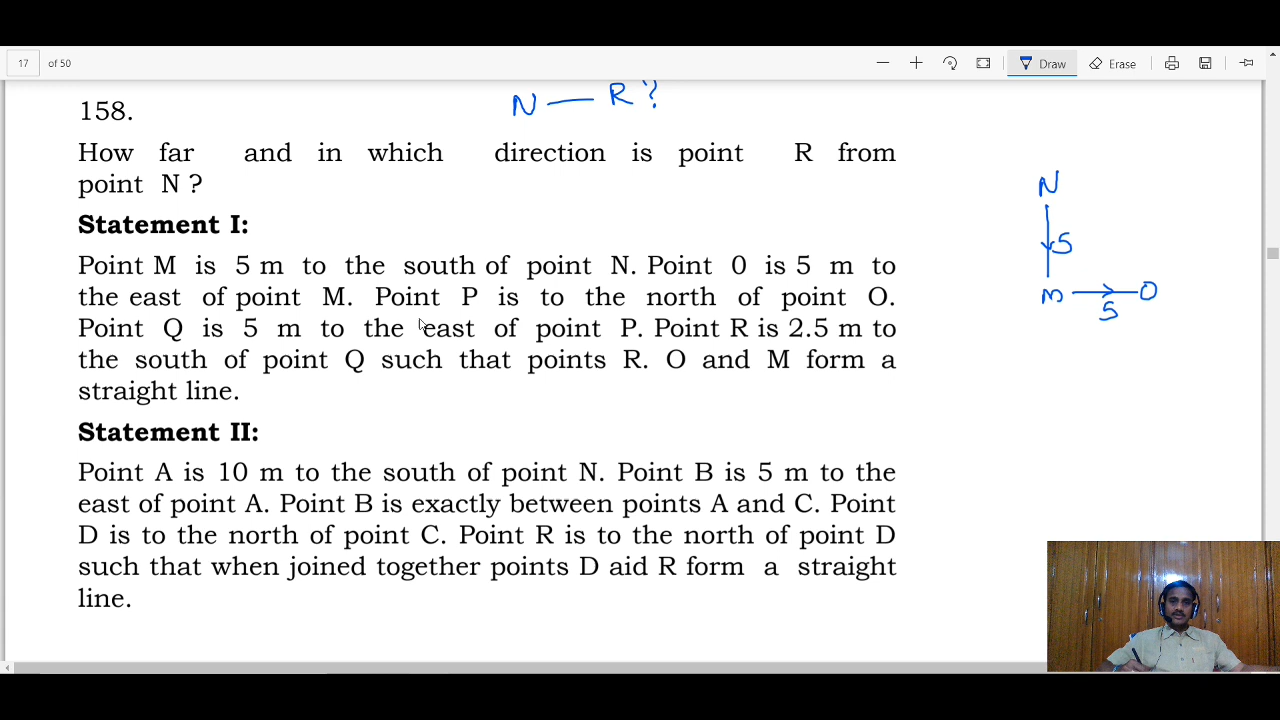 17 of 50
Draw Erase
N — R ?
158.
How far and in which direction is point R from
point N ?
Statement I:
Point M is 5 m to the south of point N. Point 0 is 5 m to
the east of point M. Point P is to the north of point O.
Point Q is 5 m to the east of point P. Point R is 2.5 m to
the south of point Q such that points R. O and M form a
straight line.
Statement II:
Point A is 10 m to the south of point N. Point B is 5 m to the
east of point A. Point B is exactly between points A and C. Point
D is to the north of point C. Point R is to the north of point D
such that when joined together points D aid R form a straight
line.
N
5
M O
5